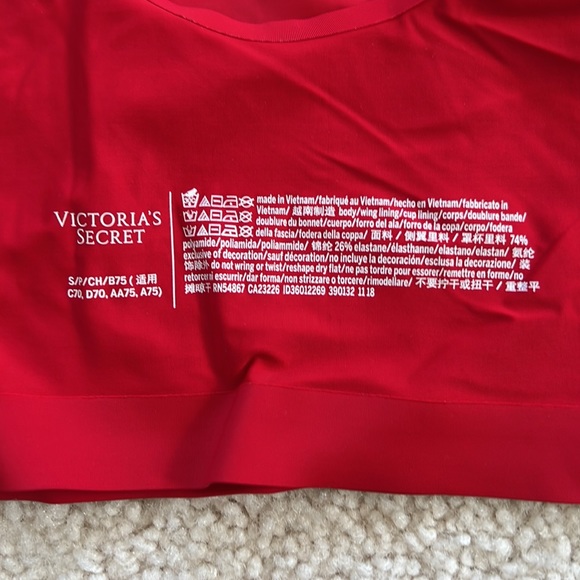 VICTORIA'S
SECRET
S/P/CH/B75 ( 适用
C70, D70, AA75, A75)
made in Vietnam/fabriqué au Vietnam/hecho en Vietnam/fabbricato in
Vietnam/ 越南制造 body/wing lining/cup lining/corps/doublure bande/
doublure du bonnet/cuerpo/forro del ala/forro de la copa/corpo/fodera
della fascia/fodera della copa/ 面料 / 侧翼里料 / 罩杯里料 74%
polyamide/poliamida/poliammide/ 锦纶 26% elastane/élasthanne/elastano/elastan/ 氨纶
exclusive of decoration/sauf décoration/no incluye la decoración/esclusa la decorazione/ 装
饰除外 do not wring or twist/reshape dry flat/ne pas tordre pour essorer/remettre en forme/no
retorcer ni escurrir/dar forma/non strizzare o torcere/rimodellare/ 不要拧干或扭干 / 重整平
摊晾干 RN54867 CA23226 ID36012269 390132 1118